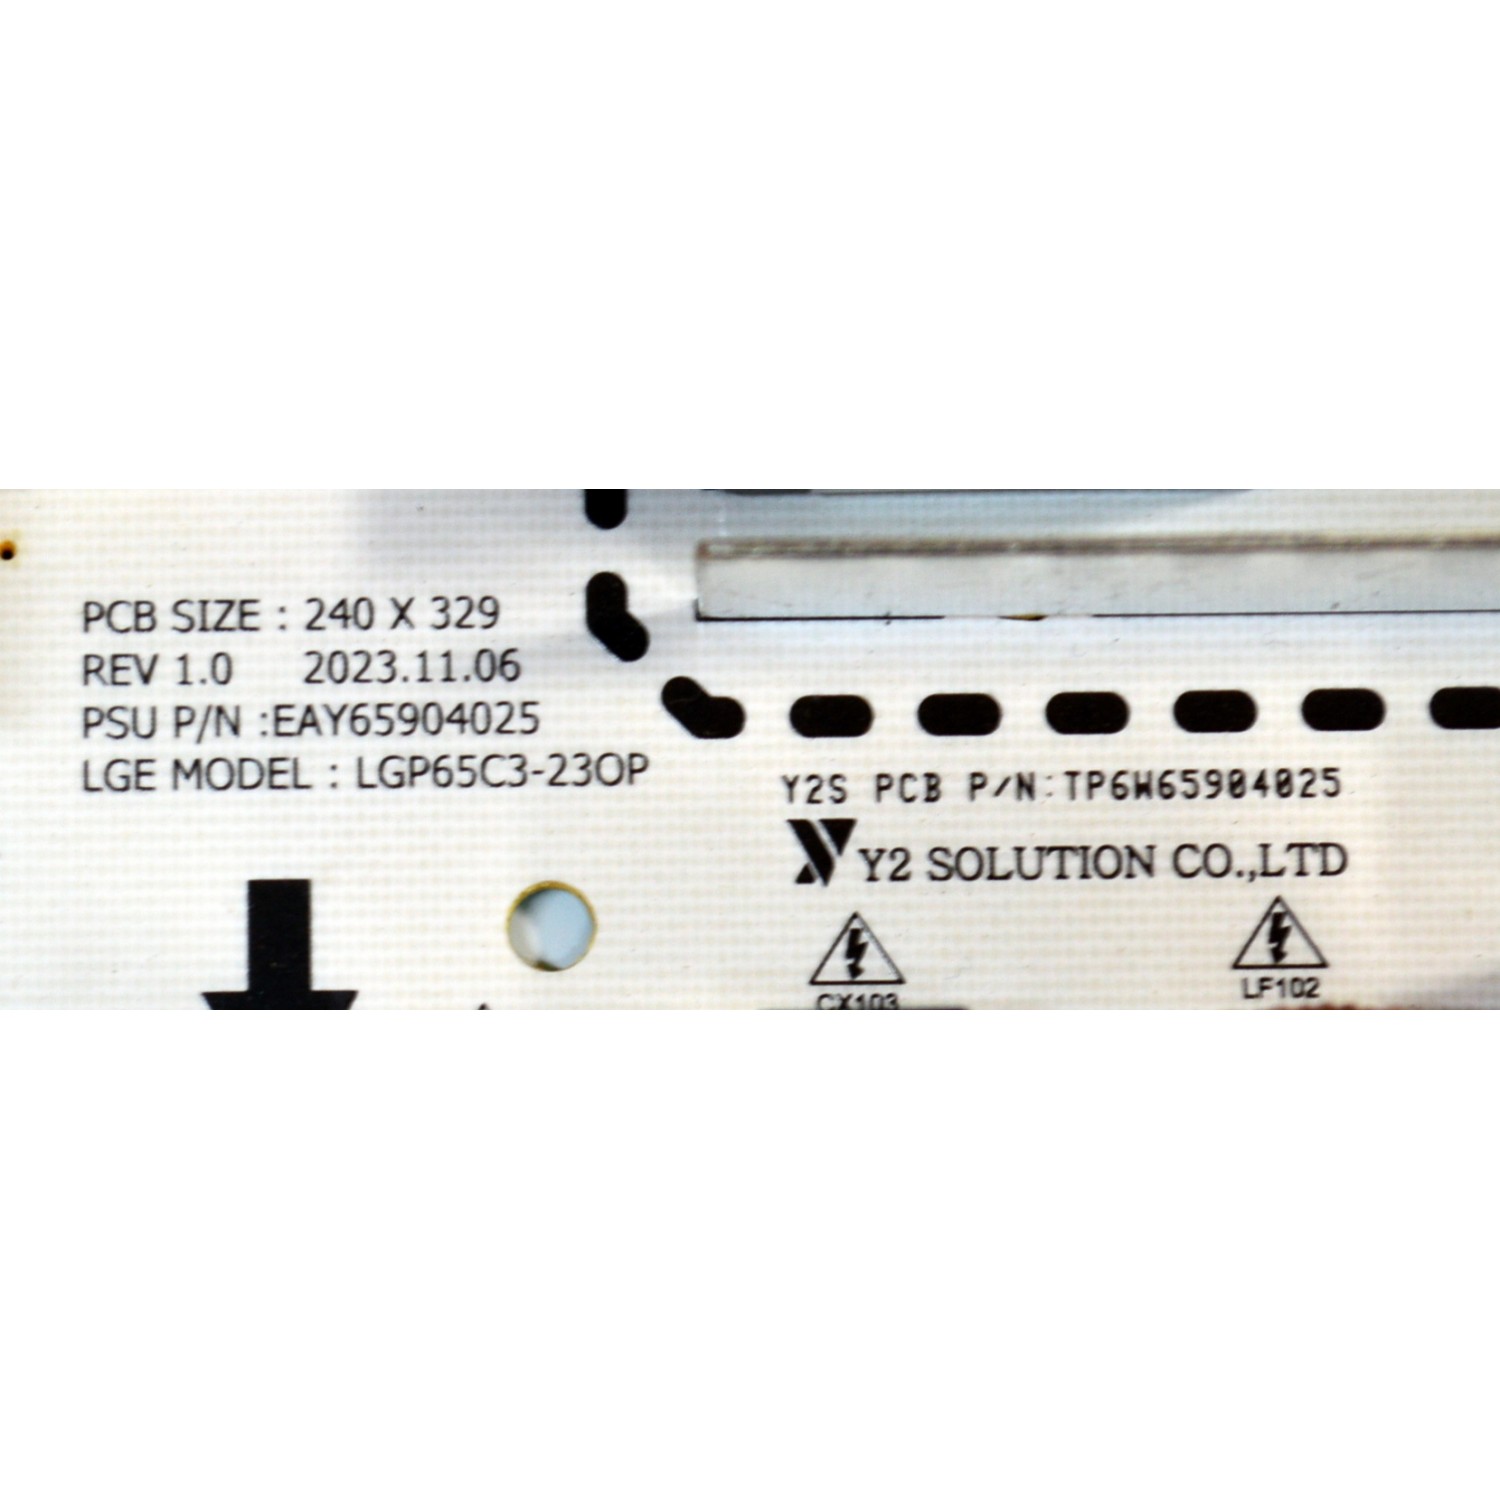 PCB SIZE : 240 X 329
REV 1.0 2023.11.06
PSU P/N :EAY65904025
LGE MODEL : LGP65C3-23OP
Y2S PCB P/N:TP6W65904025
Y2 SOLUTION CO.,LTD
CX103
LF102